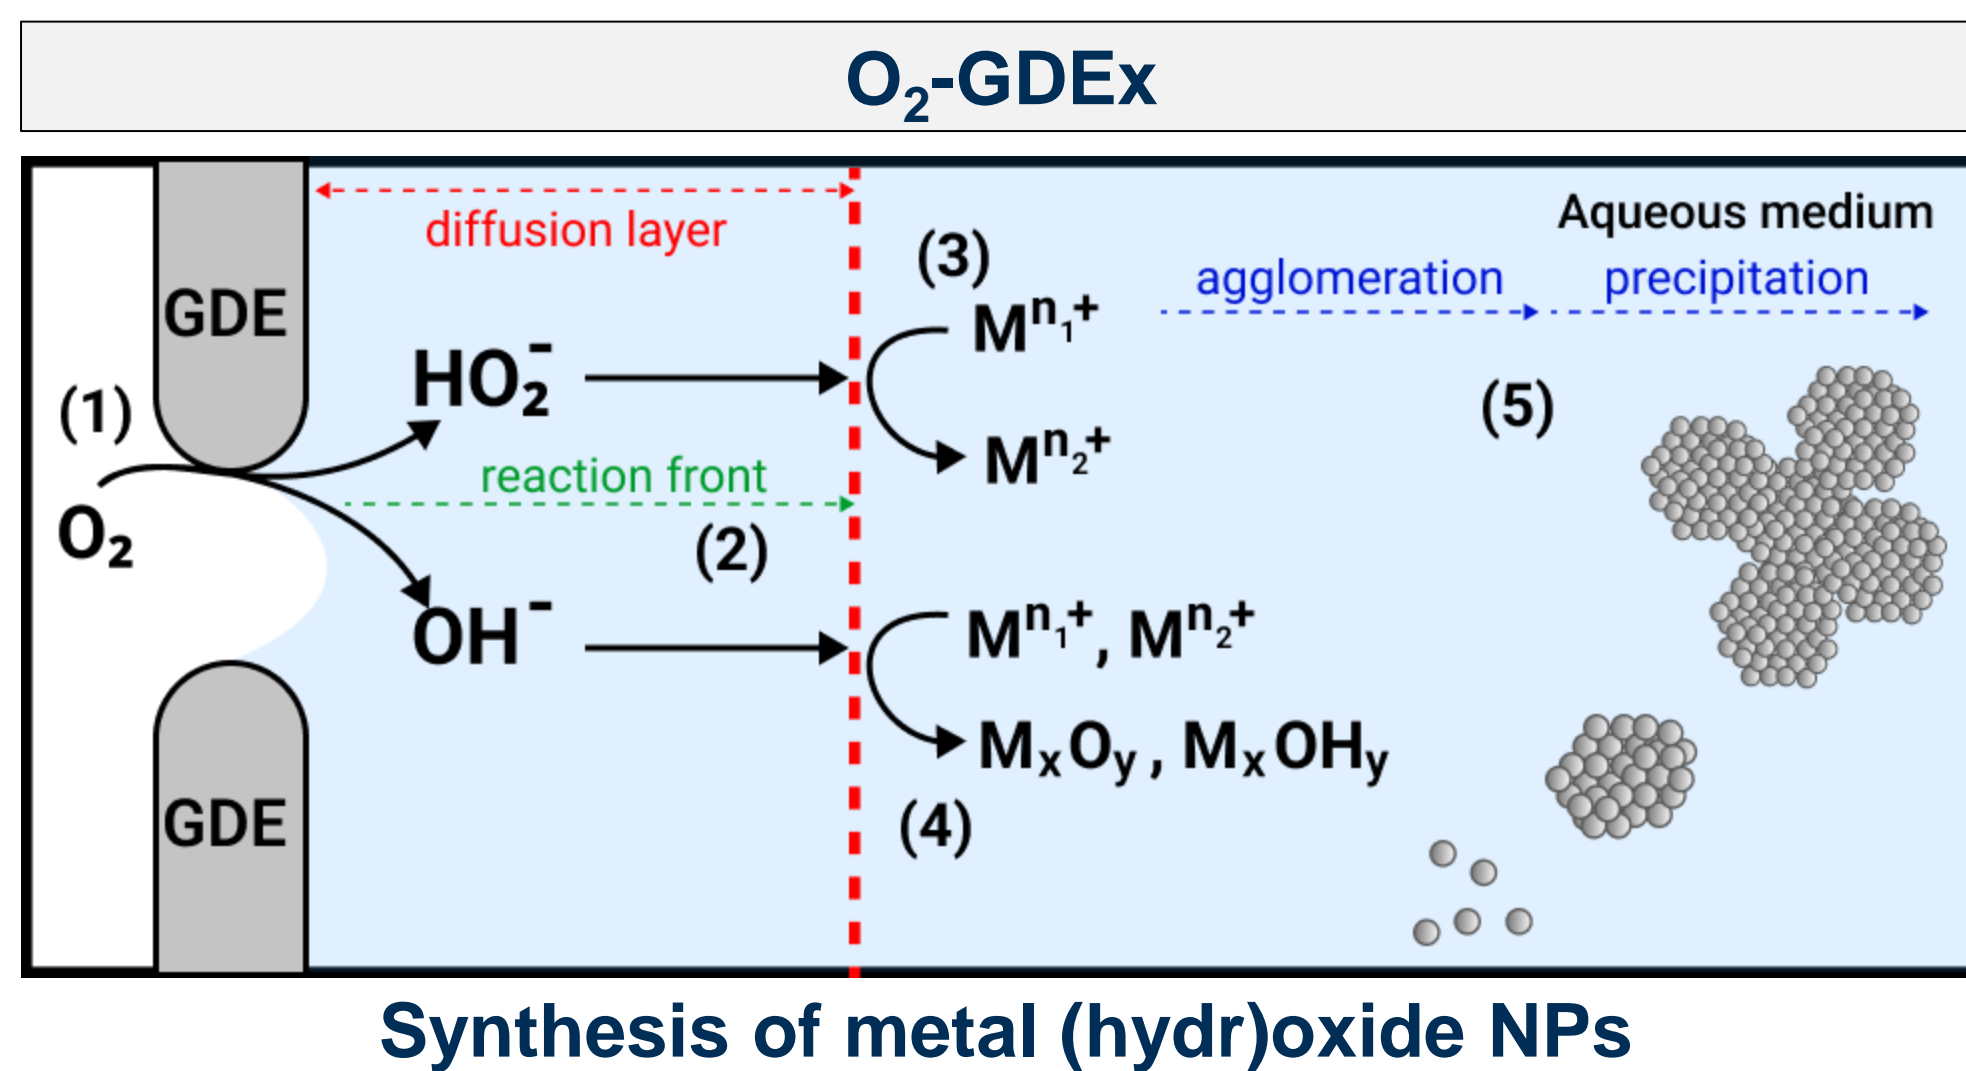 O₂-GDEx
diffusion layer
Aqueous medium
(3)
agglomeration precipitation
GDE
Mⁿ₁⁺
HO₂⁻
(1)
(5)
Mⁿ₂⁺
reaction front
O₂
(2)
OH⁻
Mⁿ₁⁺, Mⁿ₂⁺
MₓOy, MₓOHy
GDE
(4)
Synthesis of metal (hydr)oxide NPs